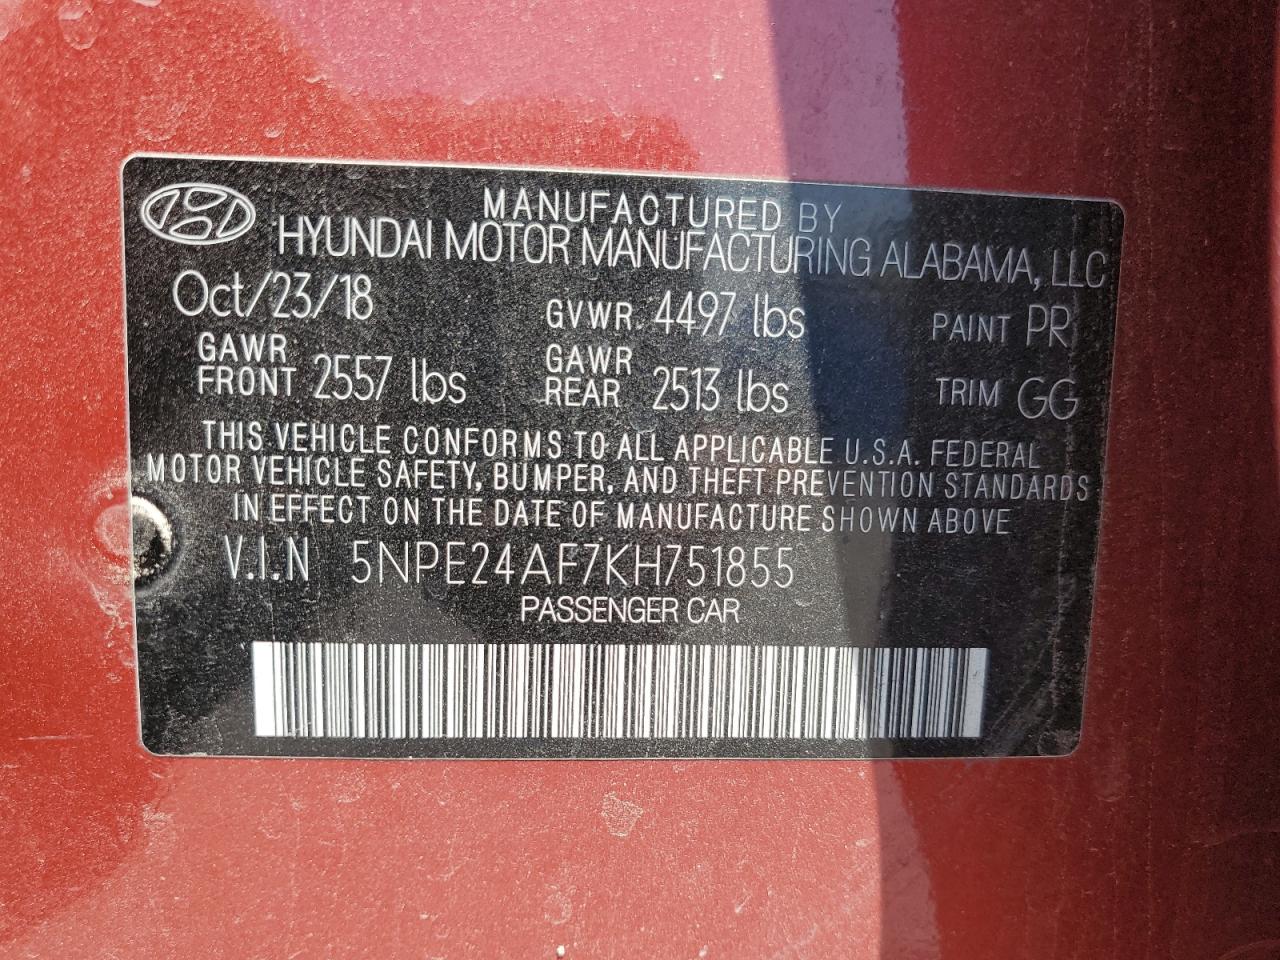 MANUFACTURED BY
HYUNDAI MOTOR MANUFACTURING ALABAMA, LLC
Oct/23/18 GVWR 4497 lbs PAINT PR
GAWR FRONT 2557 lbs GAWR REAR 2513 lbs TRIM GG
THIS VEHICLE CONFORMS TO ALL APPLICABLE U.S.A. FEDERAL
MOTOR VEHICLE SAFETY, BUMPER, AND THEFT PREVENTION STANDARDS
IN EFFECT ON THE DATE OF MANUFACTURE SHOWN ABOVE
V.I.N 5NPE24AF7KH751855
PASSENGER CAR